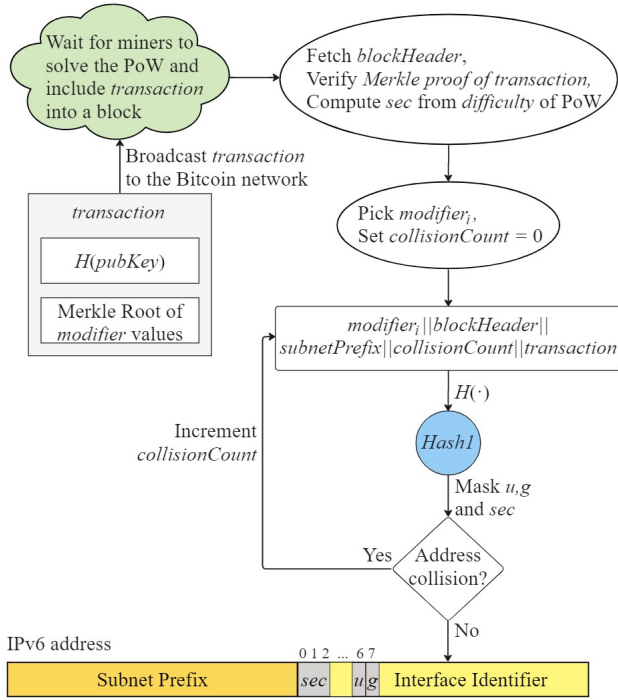 Wait for miners to
solve the PoW and
include transaction
into a block
Fetch blockHeader,
Verify Merkle proof of transaction,
Compute sec from difficulty of PoW
Broadcast transaction
to the Bitcoin network
transaction
H(pubKey)
Merkle Root of
modifier values
Pick modifierᵢ,
Set collisionCount = 0
modifierᵢ||blockHeader||
subnetPrefix||collisionCount||transaction
H(·)
Hash1
Increment
collisionCount
Mask u,g
and sec
Yes
Address
collision?
No
IPv6 address
0 1 2 ... 6 7
Subnet Prefix
sec
u
g
Interface Identifier